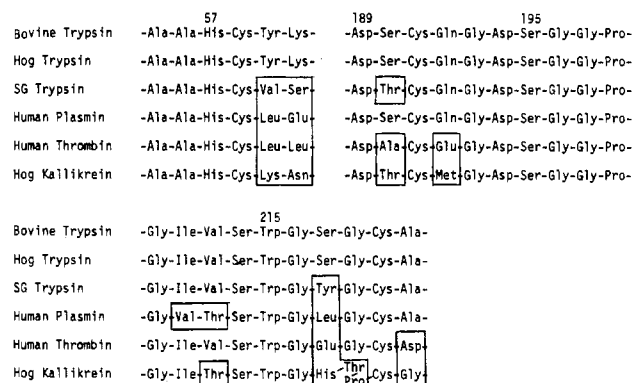 57 189 195
Bovine Trypsin -Ala-Ala-His-Cys-Tyr-Lys- -Asp-Ser-Cys-Gln-Gly-Asp-Ser-Gly-Gly-Pro-
Hog Trypsin -Ala-Ala-His-Cys-Tyr-Lys- -Asp-Ser-Cys-Gln-Gly-Asp-Ser-Gly-Gly-Pro-
SG Trypsin -Ala-Ala-His-Cys-Val-Ser- -Asp-Thr-Cys-Gln-Gly-Asp-Ser-Gly-Gly-Pro-
Human Plasmin -Ala-Ala-His-Cys-Leu-Glu- -Asp-Ser-Cys-Gln-Gly-Asp-Ser-Gly-Gly-Pro-
Human Thrombin -Ala-Ala-His-Cys-Leu-Leu- -Asp-Ala-Cys-Glu-Gly-Asp-Ser-Gly-Gly-Pro-
Hog Kallikrein -Ala-Ala-His-Cys-Lys-Asn- -Asp-Thr-Cys-Met-Gly-Asp-Ser-Gly-Gly-Pro-
215
Bovine Trypsin -Gly-Ile-Val-Ser-Trp-Gly-Ser-Gly-Cys-Ala-
Hog Trypsin -Gly-Ile-Val-Ser-Trp-Gly-Ser-Gly-Cys-Ala-
SG Trypsin -Gly-Ile-Val-Ser-Trp-Gly-Tyr-Gly-Cys-Ala-
Human Plasmin -Gly-Val-Thr-Ser-Trp-Gly-Leu-Gly-Cys-Ala-
Human Thrombin -Gly-Ile-Val-Ser-Trp-Gly-Glu-Gly-Cys-Asp-
Hog Kallikrein -Gly-Ile-Thr-Ser-Trp-Gly-His-Thr Pro-Cys-Gly-